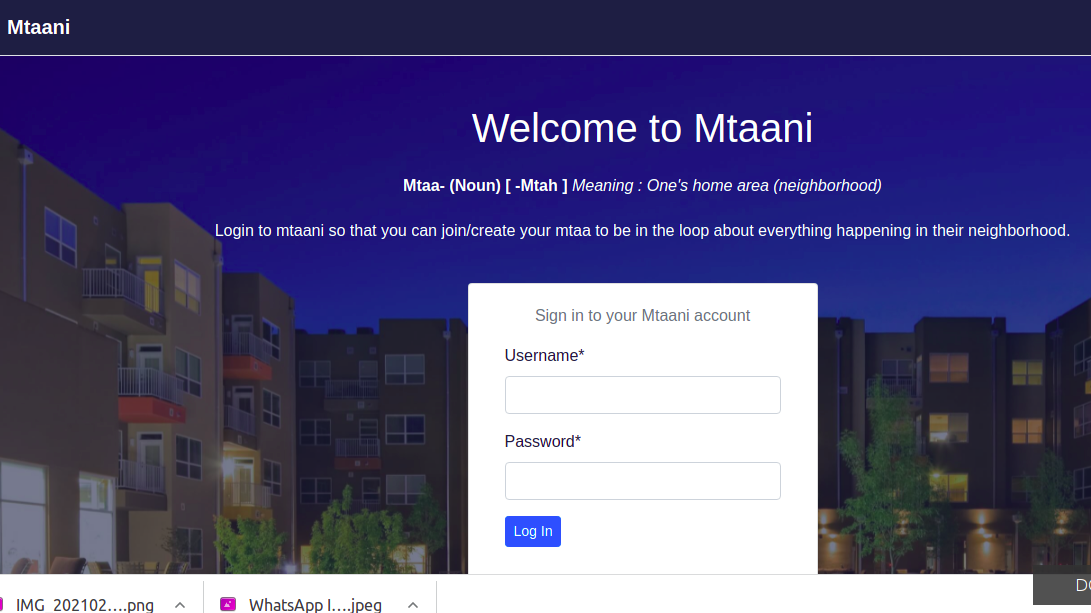 Mtaani
Welcome to Mtaani
Mtaa- (Noun) [ -Mtah ] Meaning : One's home area (neighborhood)
Login to mtaani so that you can join/create your mtaa to be in the loop about everything happening in their neighborhood.
Sign in to your Mtaani account
Username*
Password*
Log In
IMG_202102....png
WhatsApp I....jpeg